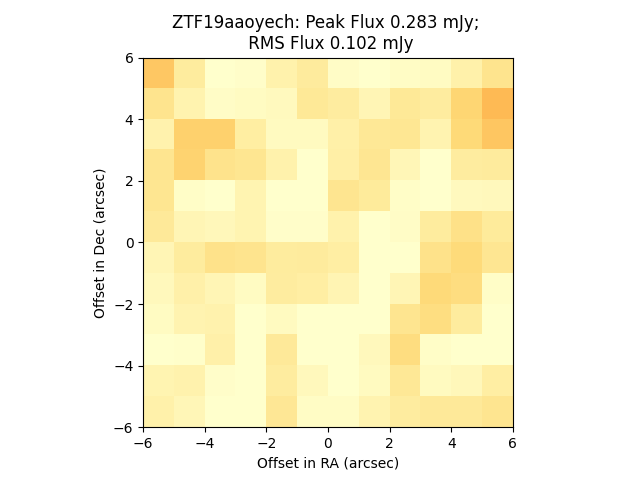 ZTF19aaoyech: Peak Flux 0.283 mJy;
RMS Flux 0.102 mJy
6
4
2
0
−2
−4
−6
Offset in Dec (arcsec)
−6 −4 −2 0 2 4 6
Offset in RA (arcsec)